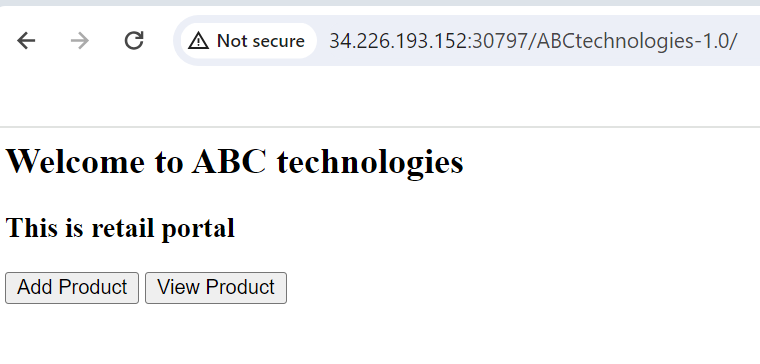 Not secure 34.226.193.152:30797/ABCtechnologies-1.0/
Welcome to ABC technologies
This is retail portal
Add Product View Product